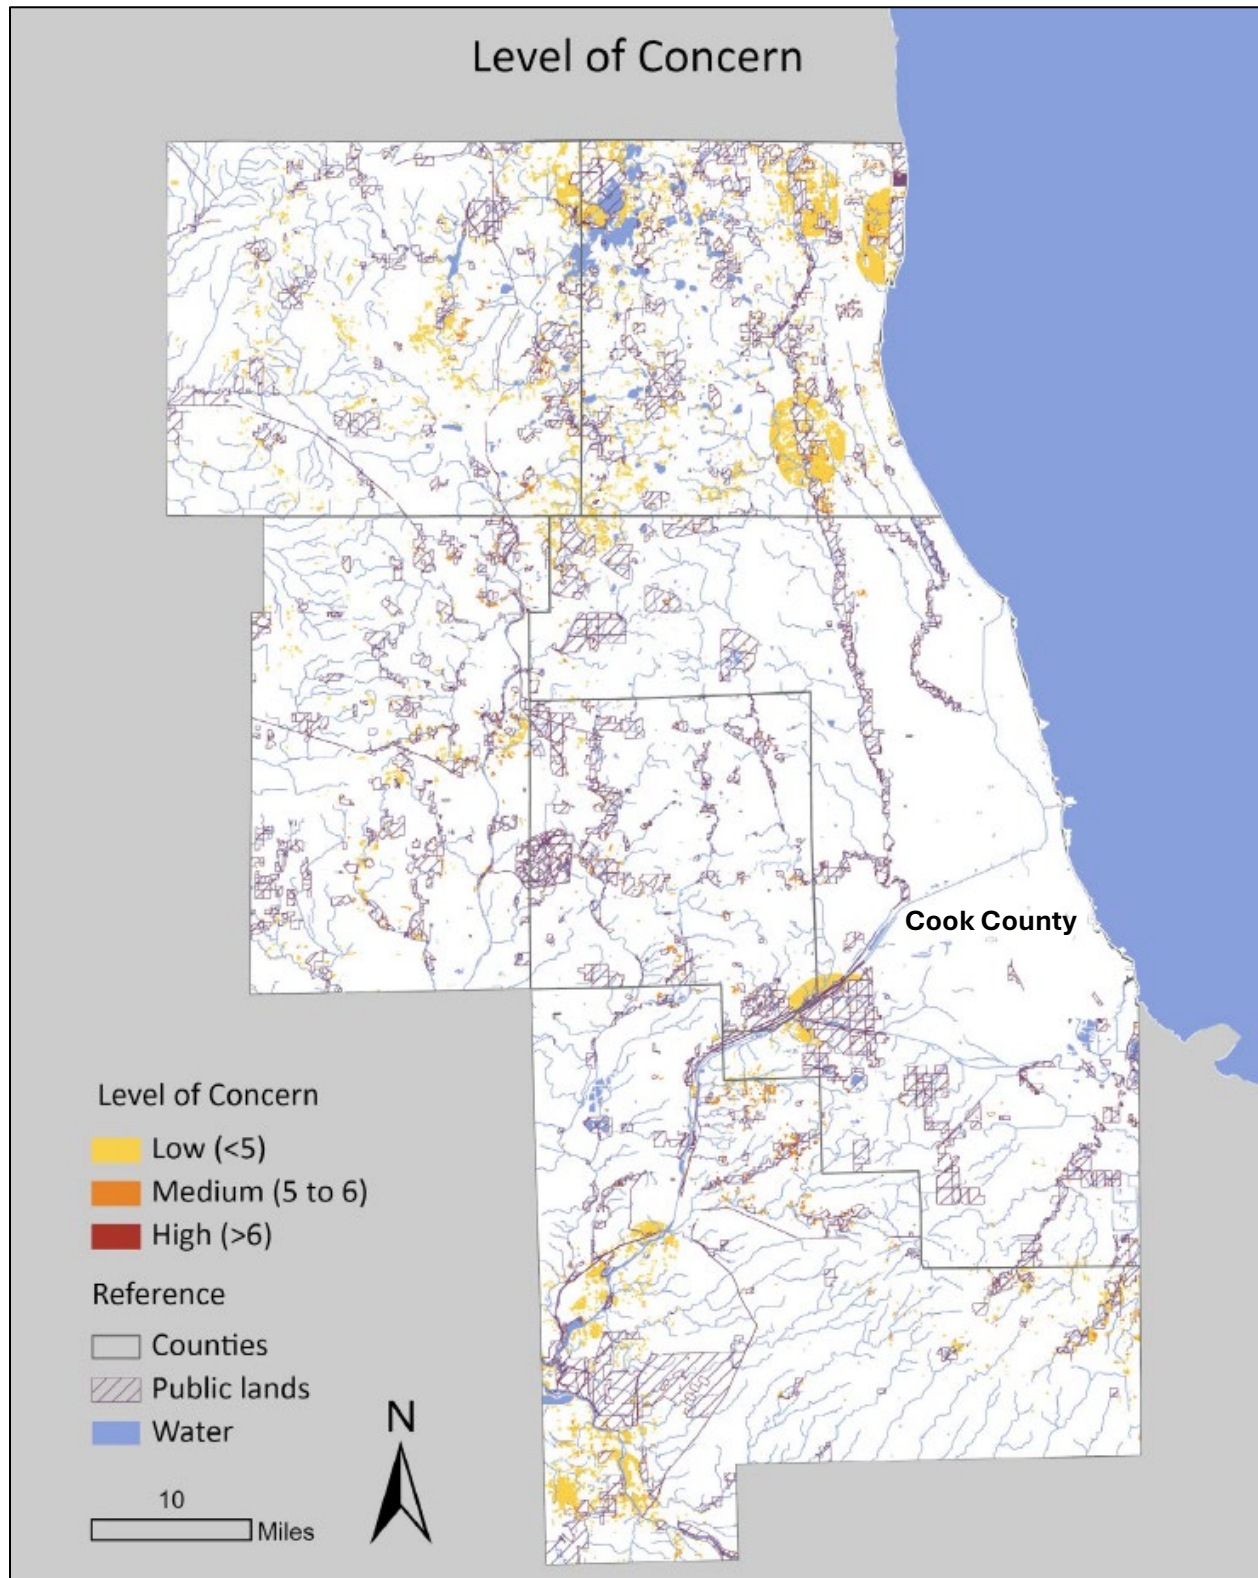 Level of Concern
Cook County
Level of Concern
Low (<5)
Medium (5 to 6)
High (>6)
Reference
Counties
Public lands
Water
N
10
Miles